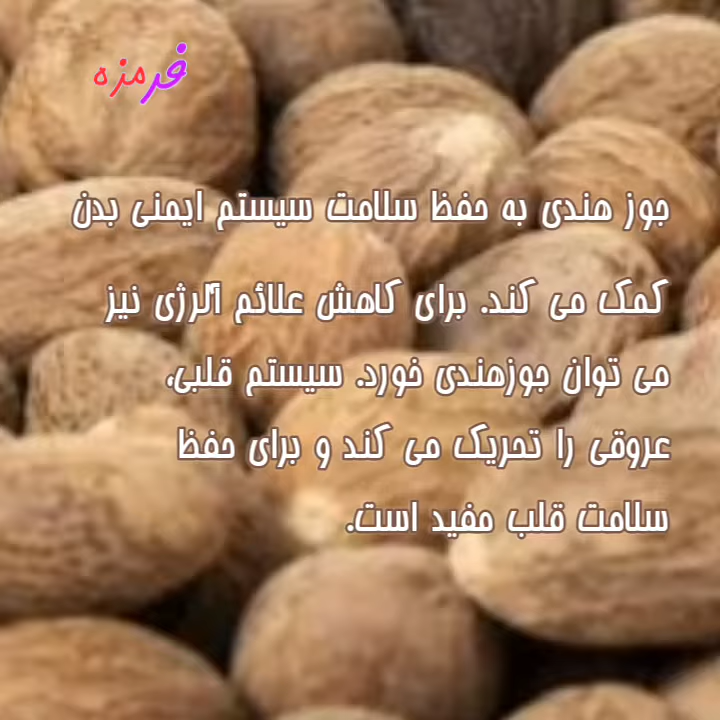 فرمزه
جوز هندی به حفظ سلامت سیستم ایمنی بدن
کمک می کند. برای کاهش علائم آلرژی نیز
می توان جوزهندی خورد. سیستم قلبی،
عروقی را تحریک می کند و برای حفظ
سلامت قلب مفید است.